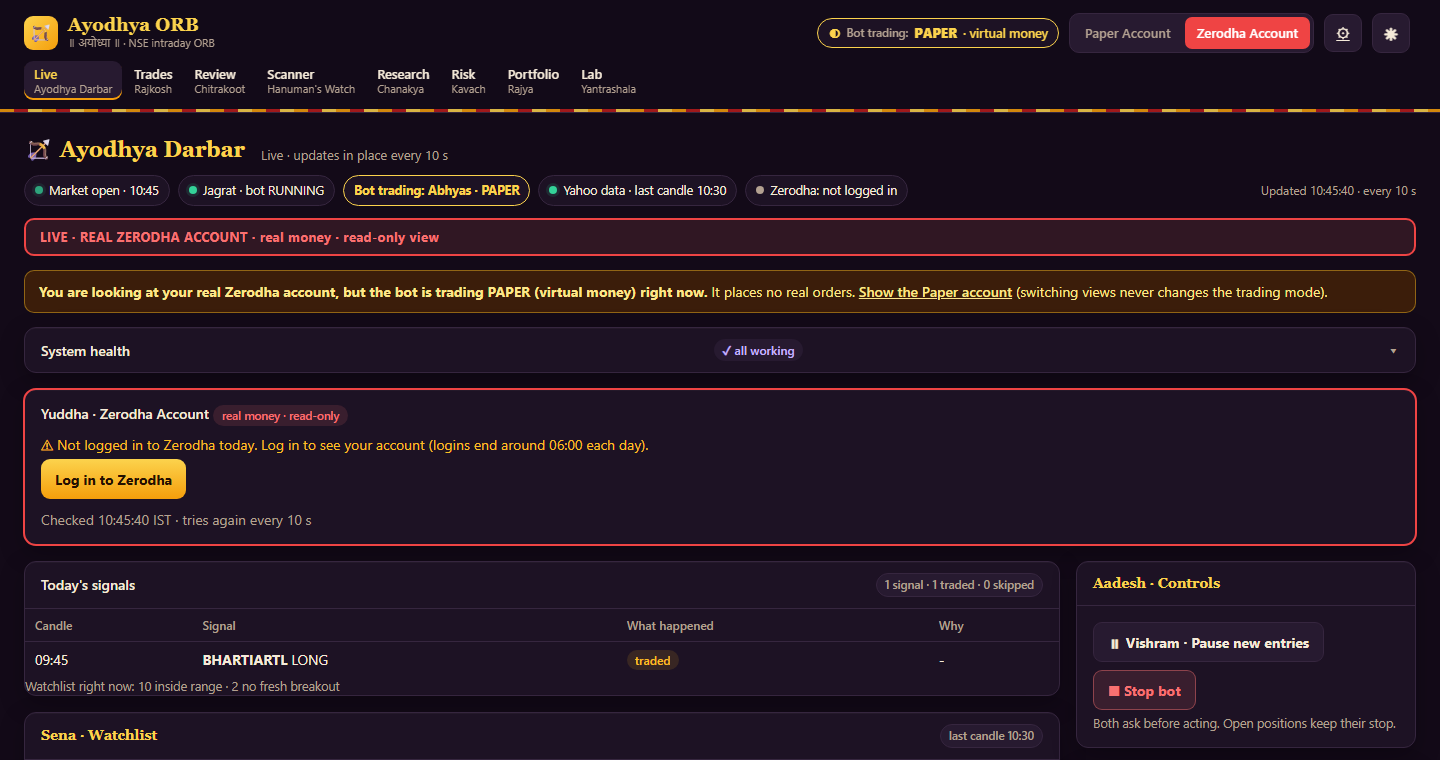 Ayodhya ORB
॥ अयोध्या ॥ · NSE intraday ORB
Bot trading: PAPER · virtual money
Paper Account
Zerodha Account
Live
Ayodhya Darbar
Trades
Rajkosh
Review
Chitrakoot
Scanner
Hanuman's Watch
Research
Chanakya
Risk
Kavach
Portfolio
Rajya
Lab
Yantrashala
Ayodhya Darbar
Live · updates in place every 10 s
Market open · 10:45
Jagrat · bot RUNNING
Bot trading: Abhyas · PAPER
Yahoo data · last candle 10:30
Zerodha: not logged in
Updated 10:45:40 · every 10 s
LIVE · REAL ZERODHA ACCOUNT · real money · read-only view
You are looking at your real Zerodha account, but the bot is trading PAPER (virtual money) right now. It places no real orders. Show the Paper account (switching views never changes the trading mode).
System health
✓ all working
Yuddha · Zerodha Account real money · read-only
⚠ Not logged in to Zerodha today. Log in to see your account (logins end around 06:00 each day).
Log in to Zerodha
Checked 10:45:40 IST · tries again every 10 s
Today's signals
1 signal · 1 traded · 0 skipped
Candle Signal What happened Why
09:45 BHARTIARTL LONG traded -
Watchlist right now: 10 inside range · 2 no fresh breakout
Sena · Watchlist
last candle 10:30
Aadesh · Controls
Vishram · Pause new entries
Stop bot
Both ask before acting. Open positions keep their stop.